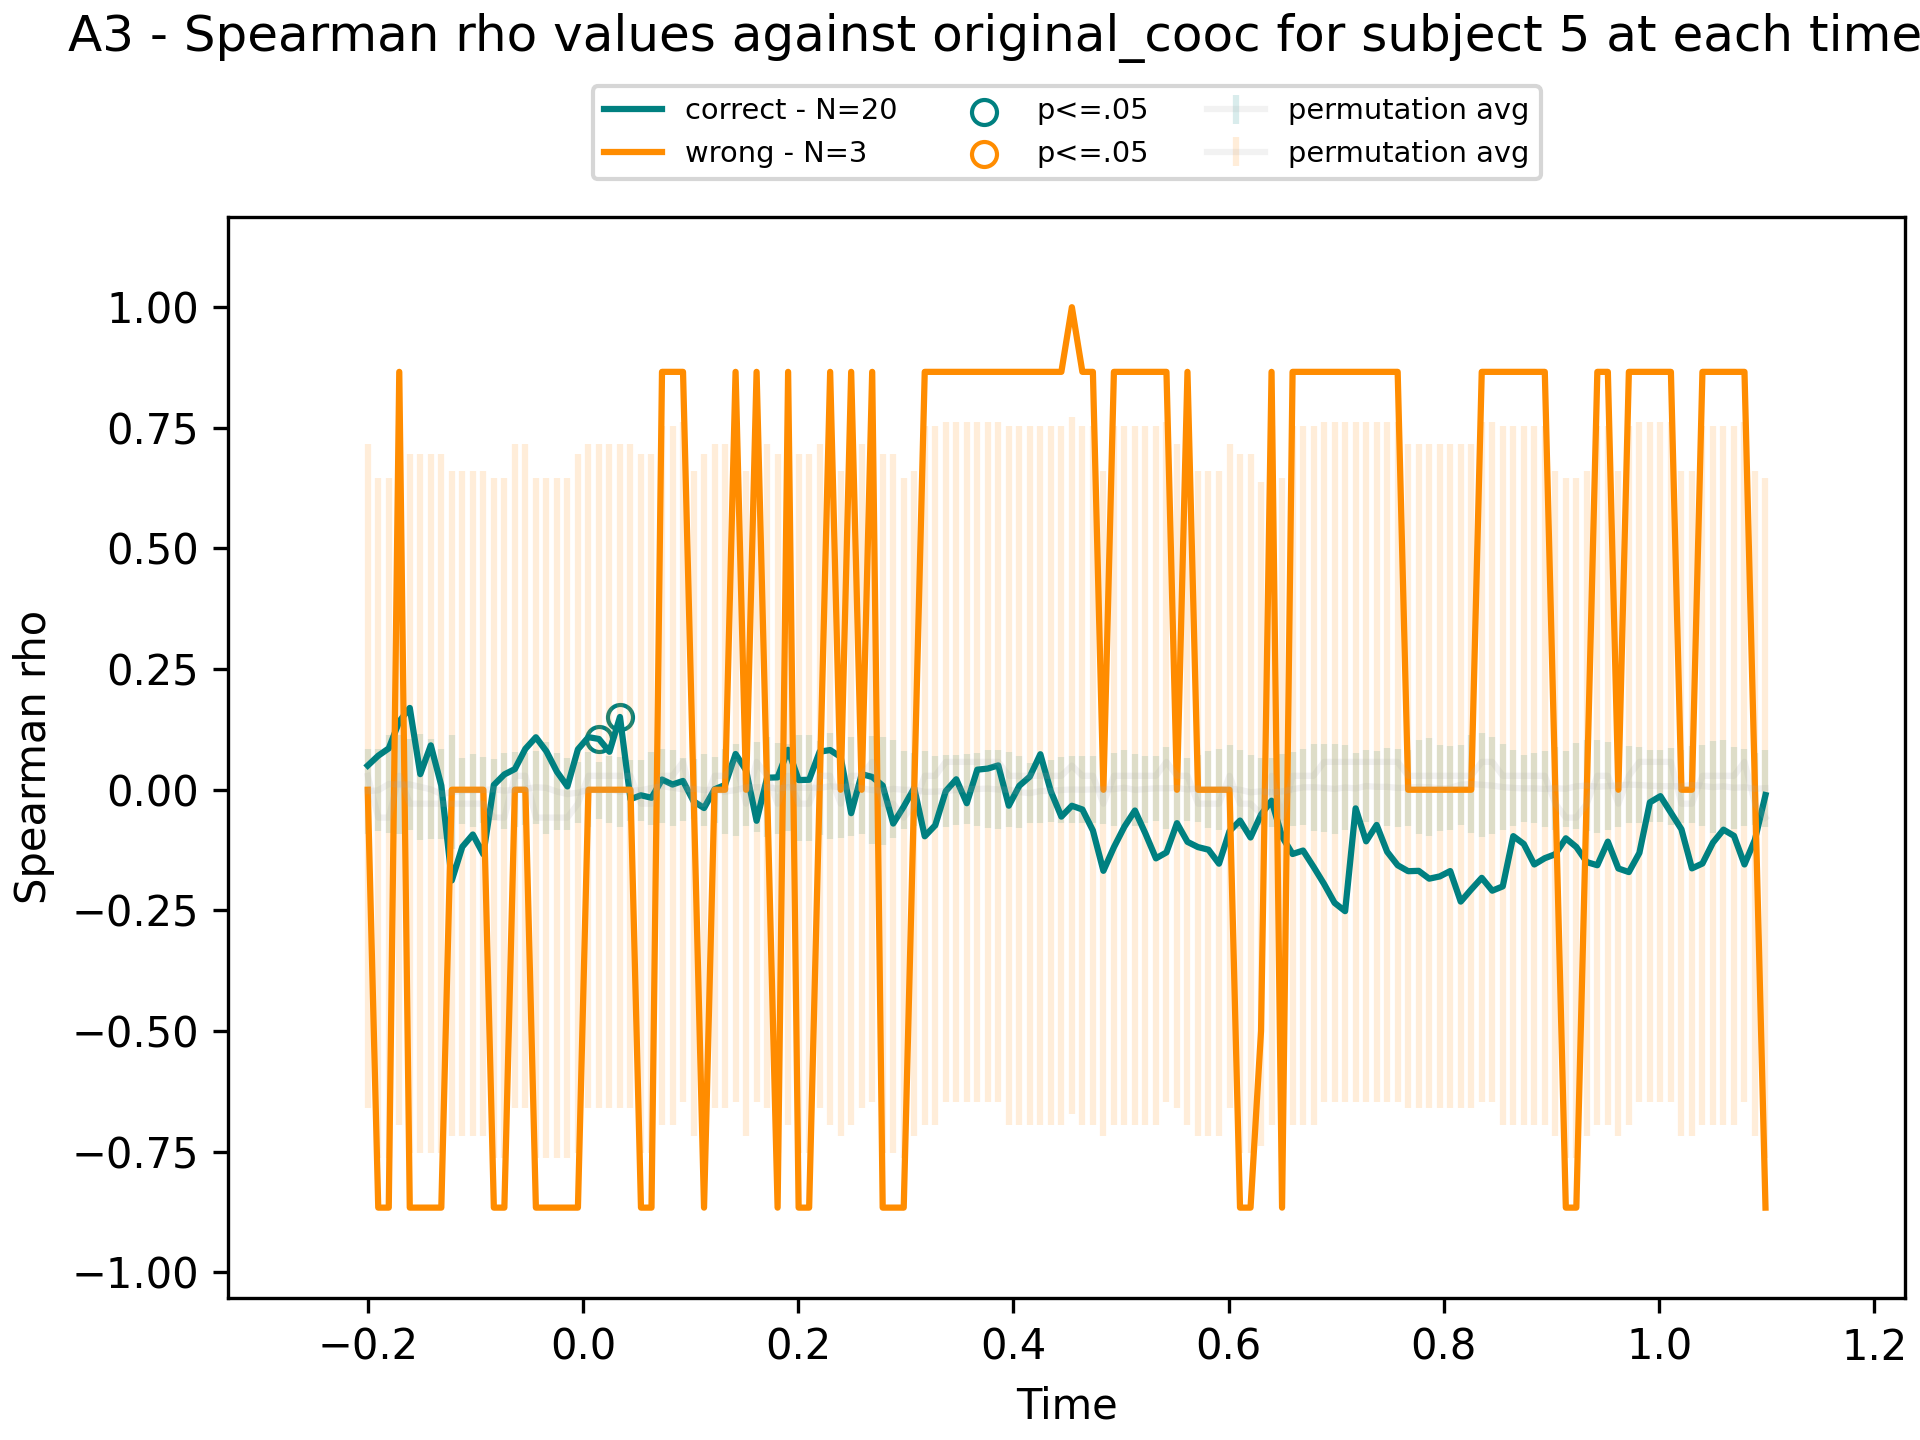 A3 - Spearman rho values against original_cooc for subject 5 at each time
correct - N=20
wrong - N=3
p<=.05
p<=.05
permutation avg
permutation avg
Spearman rho
1.00
0.75
0.50
0.25
0.00
−0.25
−0.50
−0.75
−1.00
−0.2
0.0
0.2
0.4
0.6
0.8
1.0
1.2
Time